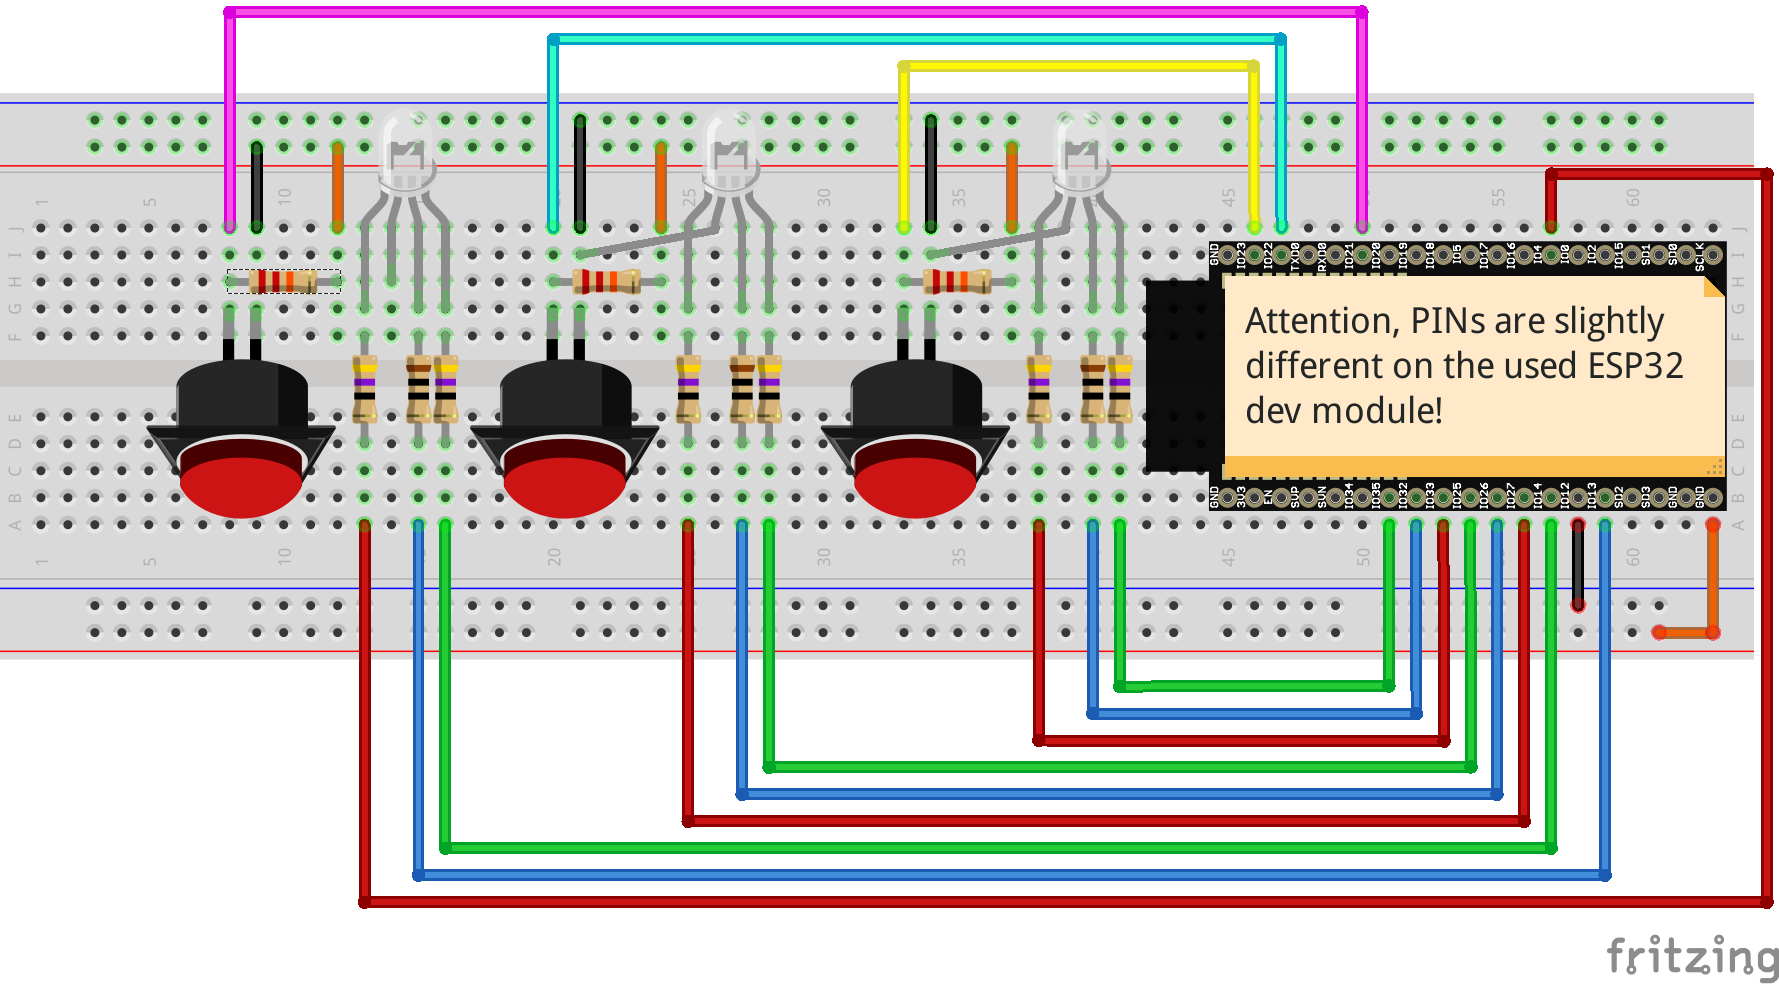 1 5 10 25 30 35 45 55 60
J J
I I
H H
G G
F F
GND IO23 IO22 TXD0 RXD0 IO21 IO20 IO19 IO18 IO5 IO17 IO16 IO4 IO0 IO2 IO15 SD1 SD0 SCLK
Attention, PINs are slightly
different on the used ESP32
dev module!
E E
D D
C C
B B
A A
GND 3V3 EN SVP SVN IO34 IO35 IO32 IO33 IO25 IO26 IO27 IO14 IO12 IO13 SD2 SD3 GND GND
1 5 10 20 30 35 45 50 60
fritzing